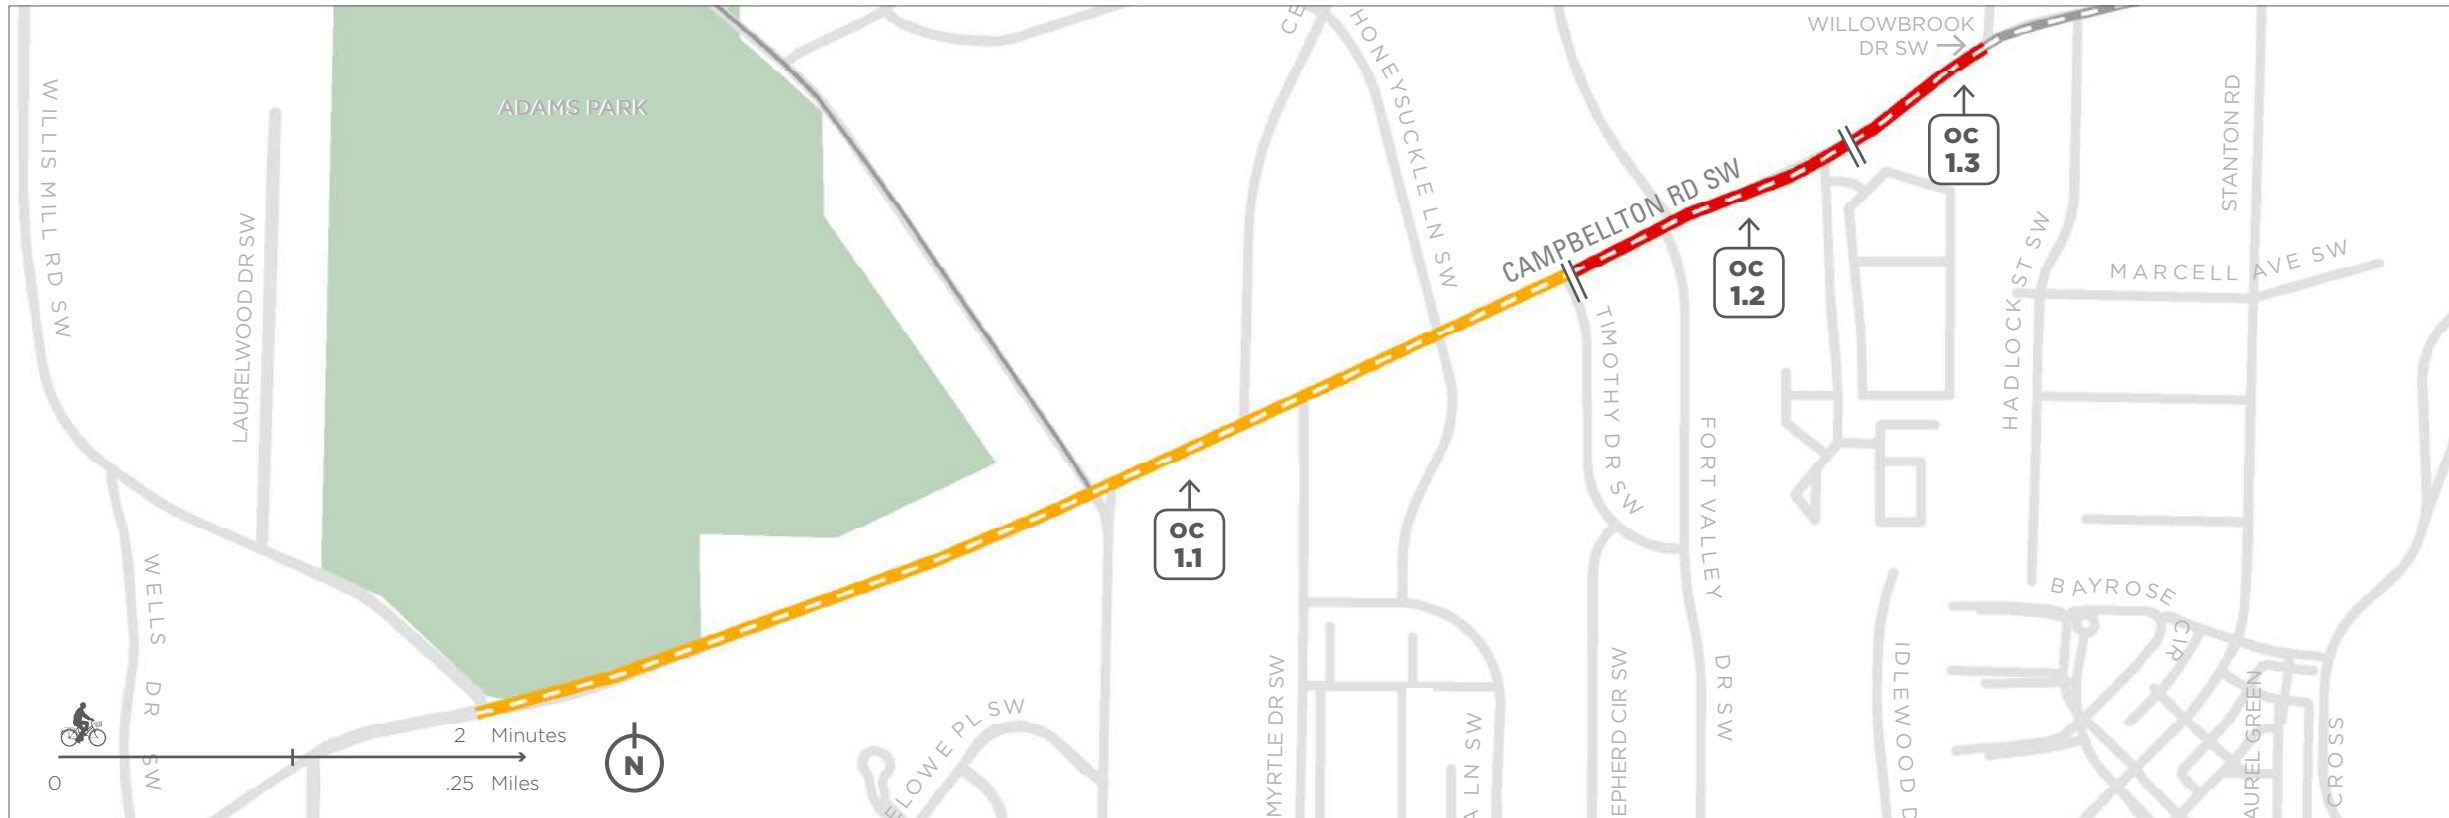 WILLOWBROOK
DR SW
HONEYSUCKLE LN SW
ADAMS PARK
WILLIS MILL RD SW
LAURELWOOD DR SW
STANTON RD
OC
1.3
CAMPBELLTON RD SW
OC
1.2
HADLOCK ST SW
MARCELL AVE SW
TIMOTHY DR SW
FORT VALLEY DR SW
OC
1.1
WELLS DR SW
BAYROSE CIR
MYRTLE DR SW
EPHERD CIR SW
IDLEWOOD D
AUREL GREEN
CROSS
ELOWE PL SW
LN SW
2 Minutes
0
.25 Miles
N